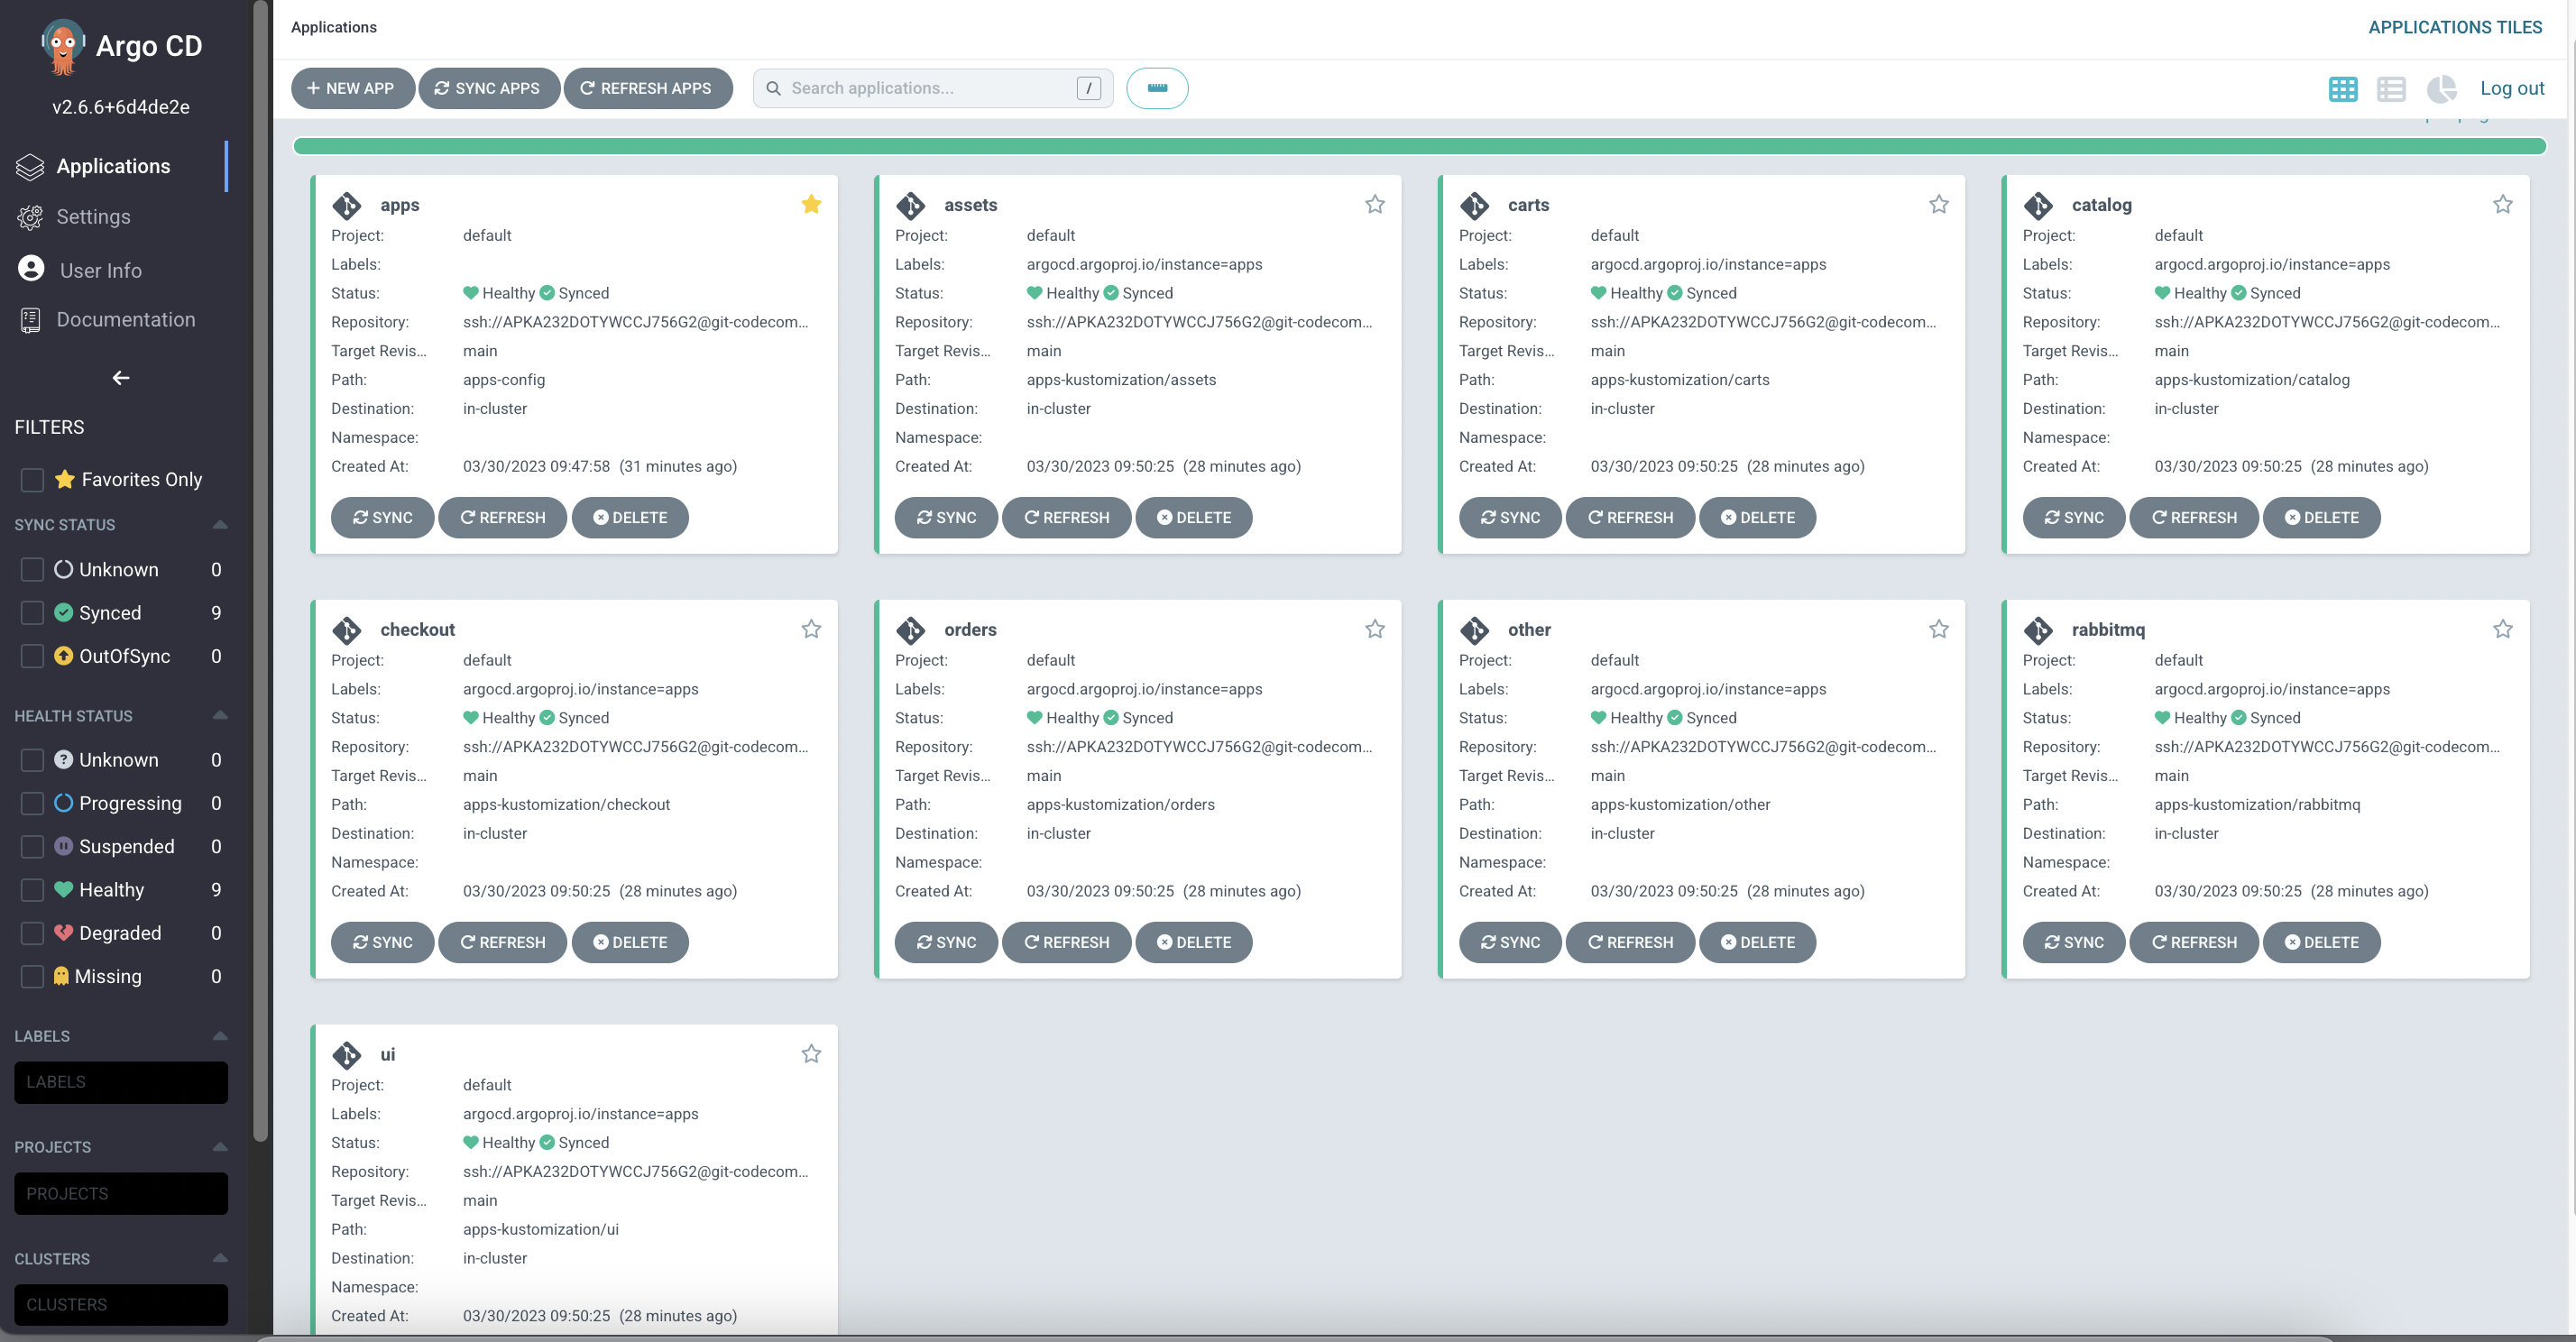 Argo CD
v2.6.6+6d4de2e
Applications
Settings
User Info
Documentation
FILTERS
Favorites Only
SYNC STATUS
Unknown 0
Synced 9
OutOfSync 0
HEALTH STATUS
Unknown 0
Progressing 0
Suspended 0
Healthy 9
Degraded 0
Missing 0
LABELS
LABELS
PROJECTS
PROJECTS
CLUSTERS
CLUSTERS
Applications
APPLICATIONS TILES
NEW APP SYNC APPS REFRESH APPS Search applications... / Log out
apps
Project: default
Labels:
Status: Healthy Synced
Repository: ssh://APKA232DOTYWCCJ756G2@git-codecom...
Target Revis... main
Path: apps-config
Destination: in-cluster
Namespace:
Created At: 03/30/2023 09:47:58 (31 minutes ago)
SYNC REFRESH DELETE
assets
Project: default
Labels: argocd.argoproj.io/instance=apps
Status: Healthy Synced
Repository: ssh://APKA232DOTYWCCJ756G2@git-codecom...
Target Revis... main
Path: apps-kustomization/assets
Destination: in-cluster
Namespace:
Created At: 03/30/2023 09:50:25 (28 minutes ago)
SYNC REFRESH DELETE
carts
Project: default
Labels: argocd.argoproj.io/instance=apps
Status: Healthy Synced
Repository: ssh://APKA232DOTYWCCJ756G2@git-codecom...
Target Revis... main
Path: apps-kustomization/carts
Destination: in-cluster
Namespace:
Created At: 03/30/2023 09:50:25 (28 minutes ago)
SYNC REFRESH DELETE
catalog
Project: default
Labels: argocd.argoproj.io/instance=apps
Status: Healthy Synced
Repository: ssh://APKA232DOTYWCCJ756G2@git-codecom...
Target Revis... main
Path: apps-kustomization/catalog
Destination: in-cluster
Namespace:
Created At: 03/30/2023 09:50:25 (28 minutes ago)
SYNC REFRESH DELETE
checkout
Project: default
Labels: argocd.argoproj.io/instance=apps
Status: Healthy Synced
Repository: ssh://APKA232DOTYWCCJ756G2@git-codecom...
Target Revis... main
Path: apps-kustomization/checkout
Destination: in-cluster
Namespace:
Created At: 03/30/2023 09:50:25 (28 minutes ago)
SYNC REFRESH DELETE
orders
Project: default
Labels: argocd.argoproj.io/instance=apps
Status: Healthy Synced
Repository: ssh://APKA232DOTYWCCJ756G2@git-codecom...
Target Revis... main
Path: apps-kustomization/orders
Destination: in-cluster
Namespace:
Created At: 03/30/2023 09:50:25 (28 minutes ago)
SYNC REFRESH DELETE
other
Project: default
Labels: argocd.argoproj.io/instance=apps
Status: Healthy Synced
Repository: ssh://APKA232DOTYWCCJ756G2@git-codecom...
Target Revis... main
Path: apps-kustomization/other
Destination: in-cluster
Namespace:
Created At: 03/30/2023 09:50:25 (28 minutes ago)
SYNC REFRESH DELETE
rabbitmq
Project: default
Labels: argocd.argoproj.io/instance=apps
Status: Healthy Synced
Repository: ssh://APKA232DOTYWCCJ756G2@git-codecom...
Target Revis... main
Path: apps-kustomization/rabbitmq
Destination: in-cluster
Namespace:
Created At: 03/30/2023 09:50:25 (28 minutes ago)
SYNC REFRESH DELETE
ui
Project: default
Labels: argocd.argoproj.io/instance=apps
Status: Healthy Synced
Repository: ssh://APKA232DOTYWCCJ756G2@git-codecom...
Target Revis... main
Path: apps-kustomization/ui
Destination: in-cluster
Namespace:
Created At: 03/30/2023 09:50:25 (28 minutes ago)